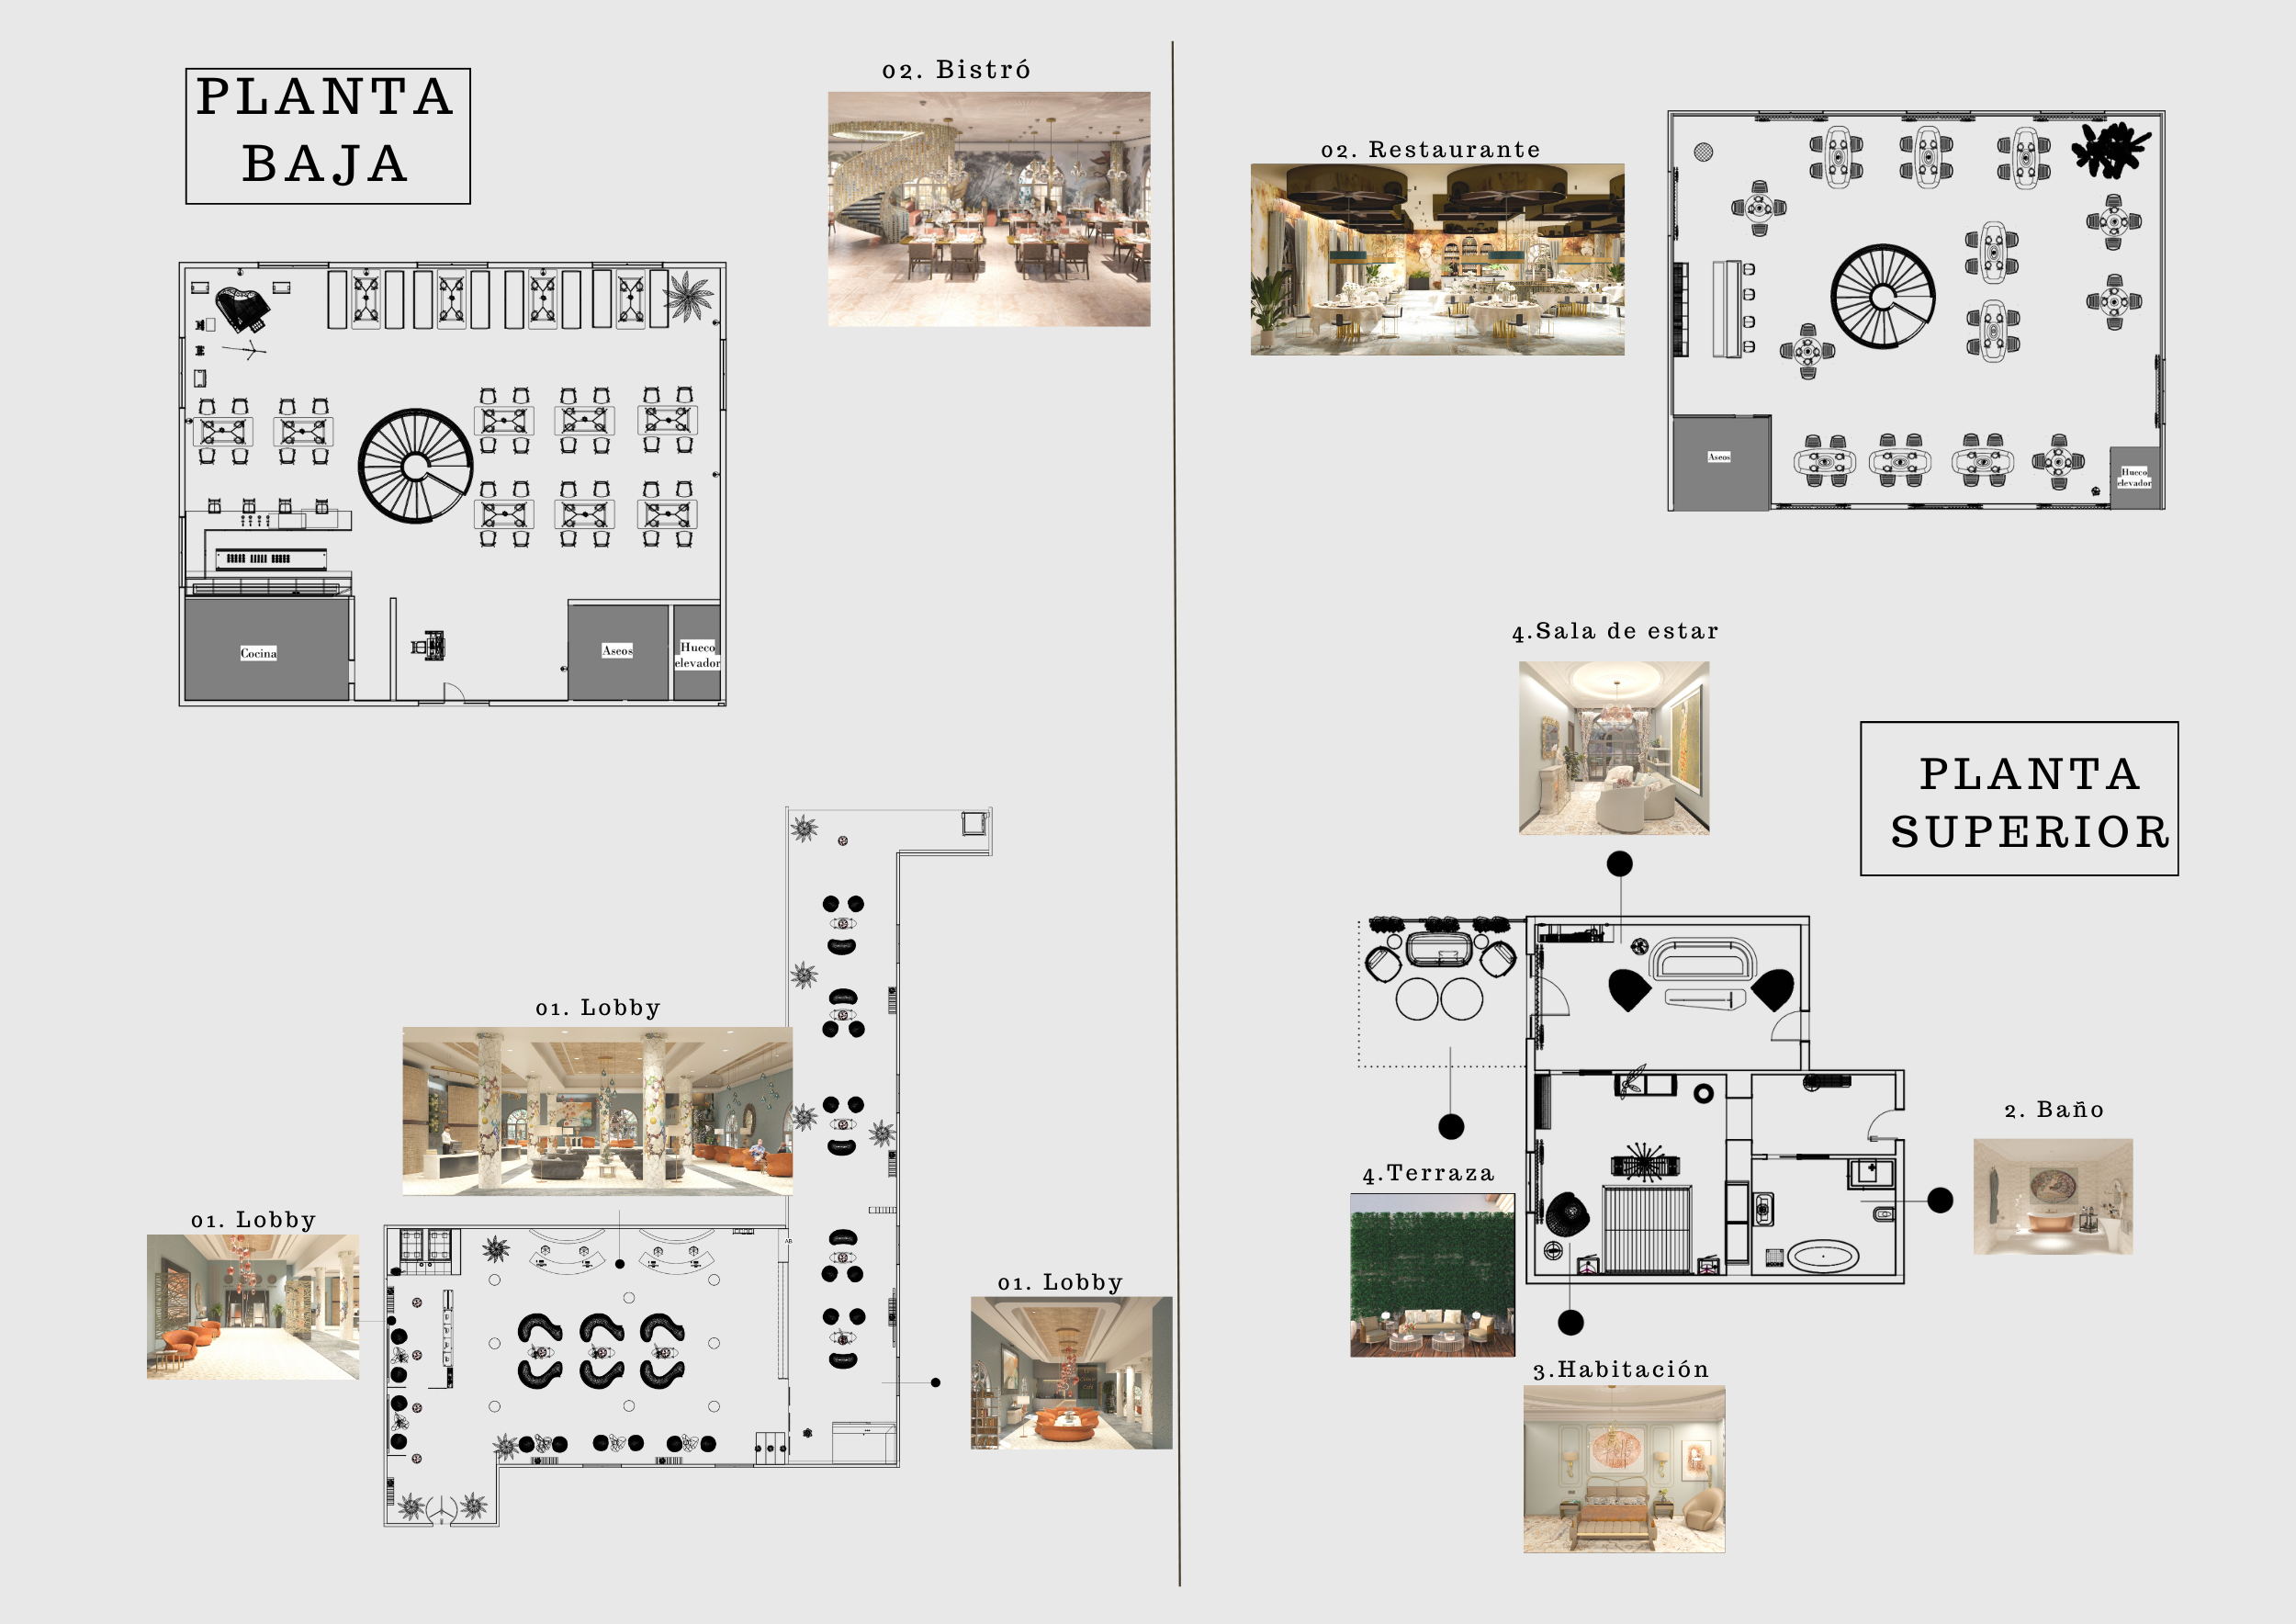 PLANTA
BAJA
02. Bistró
Cocina
Aseos
Hueco
elevador
01. Lobby
01. Lobby
01. Lobby
02. Restaurante
Aseos
Hueco
elevador
4.Sala de estar
PLANTA
SUPERIOR
2. Baño
4.Terraza
3.Habitación